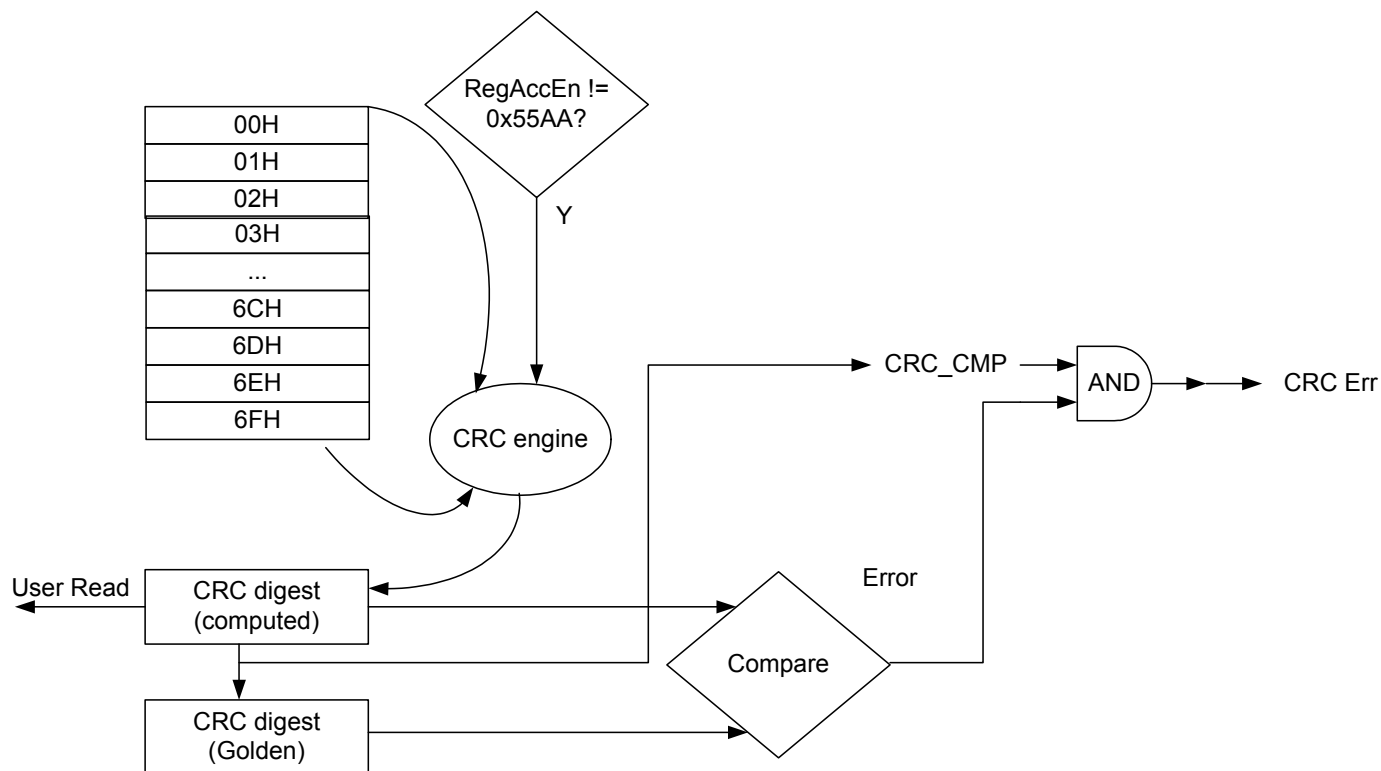 RegAccEn !=
0x55AA?
00H
01H
02H
03H
...
6CH
6DH
6EH
6FH
Y
CRC engine
CRC_CMP
AND
CRC Err
User Read
CRC digest
(computed)
Error
Compare
CRC digest
(Golden)